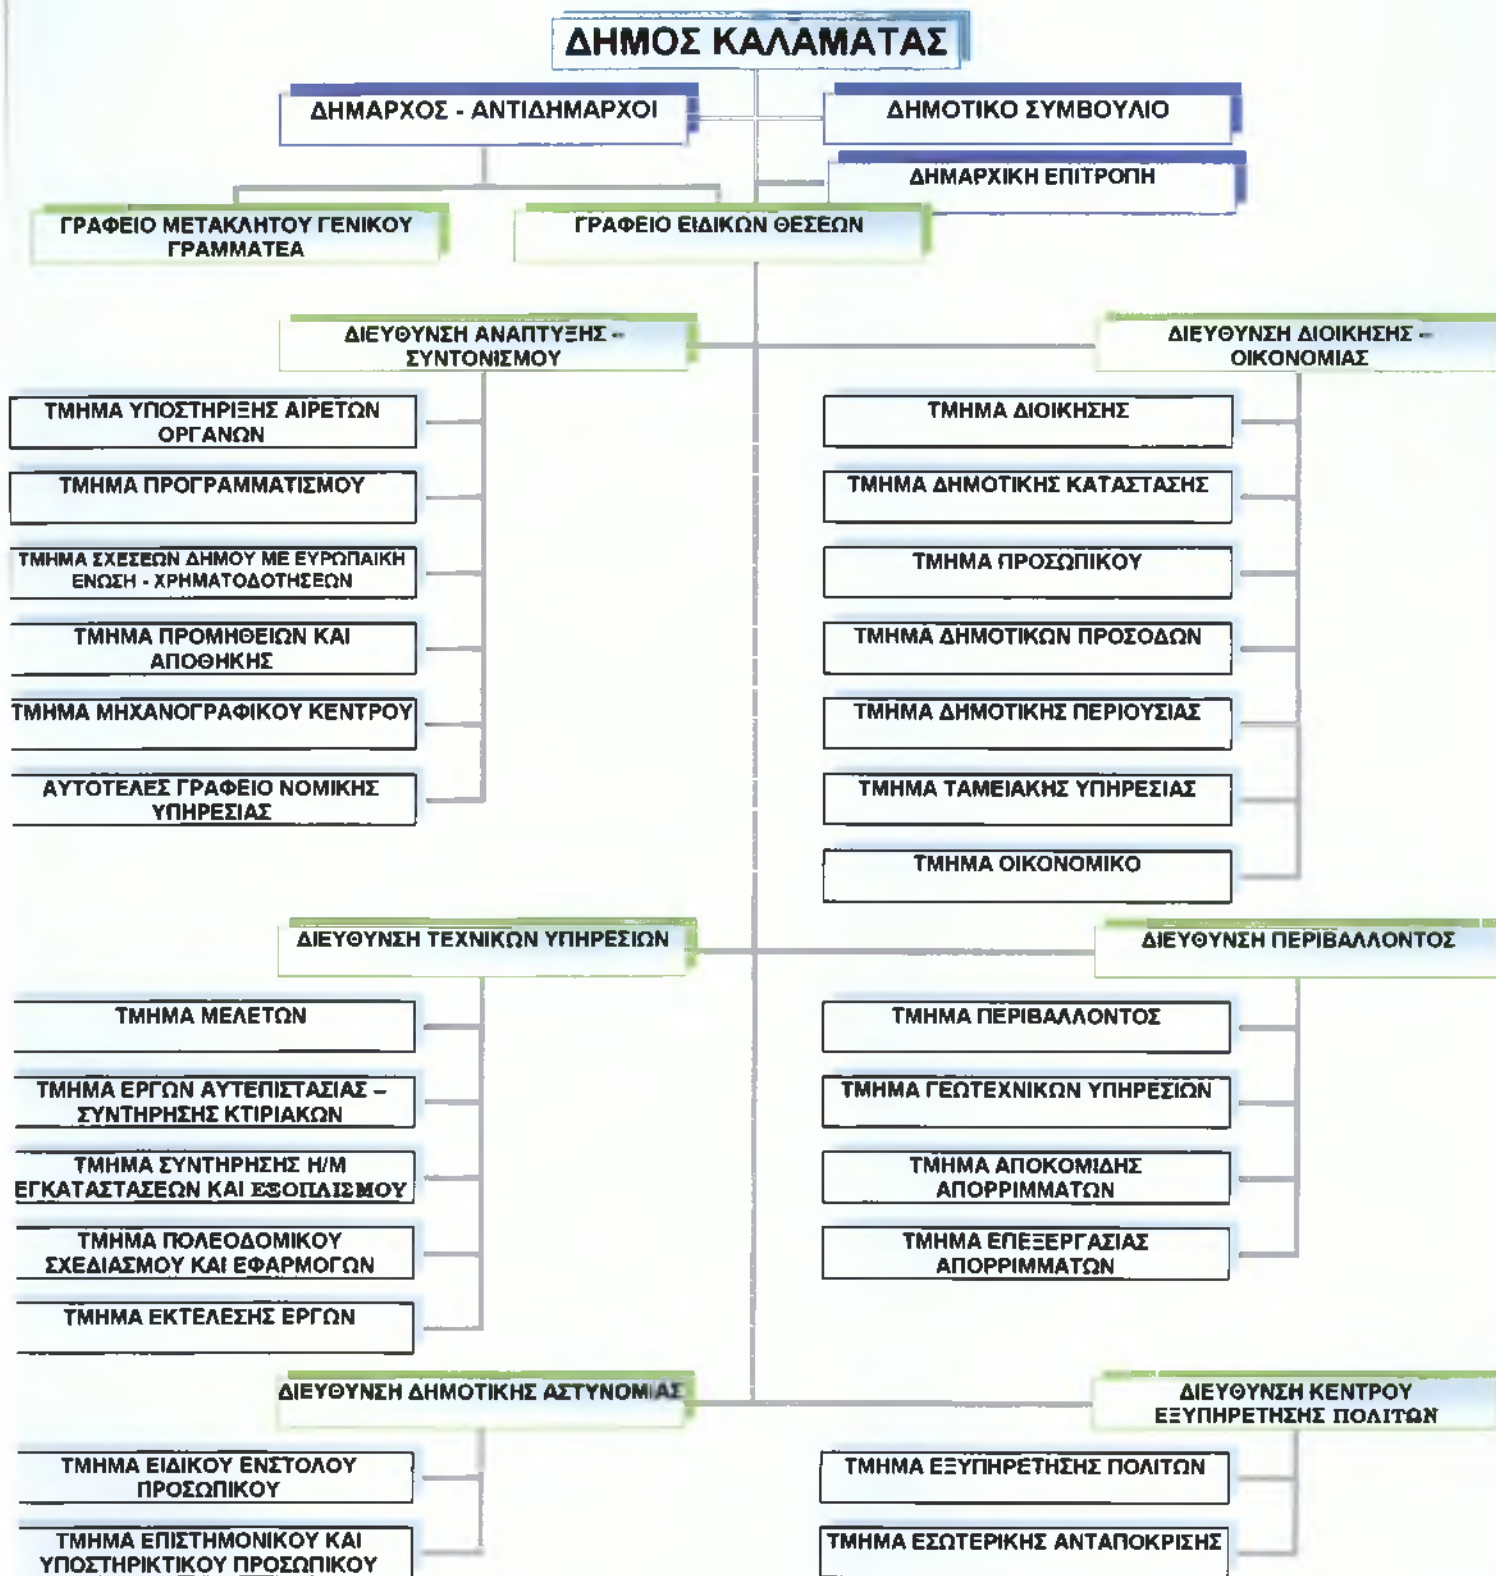 ΔΗΜΟΣ ΚΑΛΑΜΑΤΑΣ
ΔΗΜΑΡΧΟΣ - ΑΝΤΙΔΗΜΑΡΧΟΙ
ΔΗΜΟΤΙΚΟ ΣΥΜΒΟΥΛΙΟ
ΔΗΜΑΡΧΙΚΗ ΕΠΙΤΡΟΠΗ
ΓΡΑΦΕΙΟ ΜΕΤΑΚΛΗΤΟΥ ΓΕΝΙΚΟΥ
ΓΡΑΜΜΑΤΕΑ
ΓΡΑΦΕΙΟ ΕΙΔΙΚΩΝ ΘΕΣΕΩΝ
ΔΙΕΥΘΥΝΣΗ ΑΝΑΠΤΥΞΗΣ –
ΣΥΝΤΟΝΙΣΜΟΥ
ΤΜΗΜΑ ΥΠΟΣΤΗΡΙΞΗΣ ΑΙΡΕΤΩΝ
ΟΡΓΑΝΩΝ
ΤΜΗΜΑ ΠΡΟΓΡΑΜΜΑΤΙΣΜΟΥ
ΤΜΗΜΑ ΣΧΕΣΕΩΝ ΔΗΜΟΥ ΜΕ ΕΥΡΩΠΑΙΚΗ
ΕΝΩΣΗ - ΧΡΗΜΑΤΟΔΟΤΗΣΕΩΝ
ΤΜΗΜΑ ΠΡΟΜΗΘΕΙΩΝ ΚΑΙ
ΑΠΟΘΗΚΗΣ
ΤΜΗΜΑ ΜΗΧΑΝΟΓΡΑΦΙΚΟΥ ΚΕΝΤΡΟΥ
ΑΥΤΟΤΕΛΕΣ ΓΡΑΦΕΙΟ ΝΟΜΙΚΗΣ
ΥΠΗΡΕΣΙΑΣ
ΔΙΕΥΘΥΝΣΗ ΔΙΟΙΚΗΣΗΣ –
ΟΙΚΟΝΟΜΙΑΣ
ΤΜΗΜΑ ΔΙΟΙΚΗΣΗΣ
ΤΜΗΜΑ ΔΗΜΟΤΙΚΗΣ ΚΑΤΑΣΤΑΣΗΣ
ΤΜΗΜΑ ΠΡΟΣΩΠΙΚΟΥ
ΤΜΗΜΑ ΔΗΜΟΤΙΚΩΝ ΠΡΟΣΟΔΩΝ
ΤΜΗΜΑ ΔΗΜΟΤΙΚΗΣ ΠΕΡΙΟΥΣΙΑΣ
ΤΜΗΜΑ ΤΑΜΕΙΑΚΗΣ ΥΠΗΡΕΣΙΑΣ
ΤΜΗΜΑ ΟΙΚΟΝΟΜΙΚΟ
ΔΙΕΥΘΥΝΣΗ ΤΕΧΝΙΚΩΝ ΥΠΗΡΕΣΙΩΝ
ΤΜΗΜΑ ΜΕΛΕΤΩΝ
ΤΜΗΜΑ ΕΡΓΩΝ ΑΥΤΕΠΙΣΤΑΣΙΑΣ –
ΣΥΝΤΗΡΗΣΗΣ ΚΤΙΡΙΑΚΩΝ
ΤΜΗΜΑ ΣΥΝΤΗΡΗΣΗΣ Η/Μ
ΕΓΚΑΤΑΣΤΑΣΕΩΝ ΚΑΙ ΕΞΟΠΛΙΣΜΟΥ
ΤΜΗΜΑ ΠΟΛΕΟΔΟΜΙΚΟΥ
ΣΧΕΔΙΑΣΜΟΥ ΚΑΙ ΕΦΑΡΜΟΓΩΝ
ΤΜΗΜΑ ΕΚΤΕΛΕΣΗΣ ΕΡΓΩΝ
ΔΙΕΥΘΥΝΣΗ ΠΕΡΙΒΑΛΛΟΝΤΟΣ
ΤΜΗΜΑ ΠΕΡΙΒΑΛΛΟΝΤΟΣ
ΤΜΗΜΑ ΓΕΩΤΕΧΝΙΚΩΝ ΥΠΗΡΕΣΙΩΝ
ΤΜΗΜΑ ΑΠΟΚΟΜΙΔΗΣ
ΑΠΟΡΡΙΜΜΑΤΩΝ
ΤΜΗΜΑ ΕΠΕΞΕΡΓΑΣΙΑΣ
ΑΠΟΡΡΙΜΜΑΤΩΝ
ΔΙΕΥΘΥΝΣΗ ΔΗΜΟΤΙΚΗΣ ΑΣΤΥΝΟΜΙΑΣ
ΤΜΗΜΑ ΕΙΔΙΚΟΥ ΕΝΣΤΟΛΟΥ
ΠΡΟΣΩΠΙΚΟΥ
ΤΜΗΜΑ ΕΠΙΣΤΗΜΟΝΙΚΟΥ ΚΑΙ
ΥΠΟΣΤΗΡΙΚΤΙΚΟΥ ΠΡΟΣΩΠΙΚΟΥ
ΔΙΕΥΘΥΝΣΗ ΚΕΝΤΡΟΥ
ΕΞΥΠΗΡΕΤΗΣΗΣ ΠΟΛΙΤΩΝ
ΤΜΗΜΑ ΕΞΥΠΗΡΕΤΗΣΗΣ ΠΟΛΙΤΩΝ
ΤΜΗΜΑ ΕΣΩΤΕΡΙΚΗΣ ΑΝΤΑΠΟΚΡΙΣΗΣ